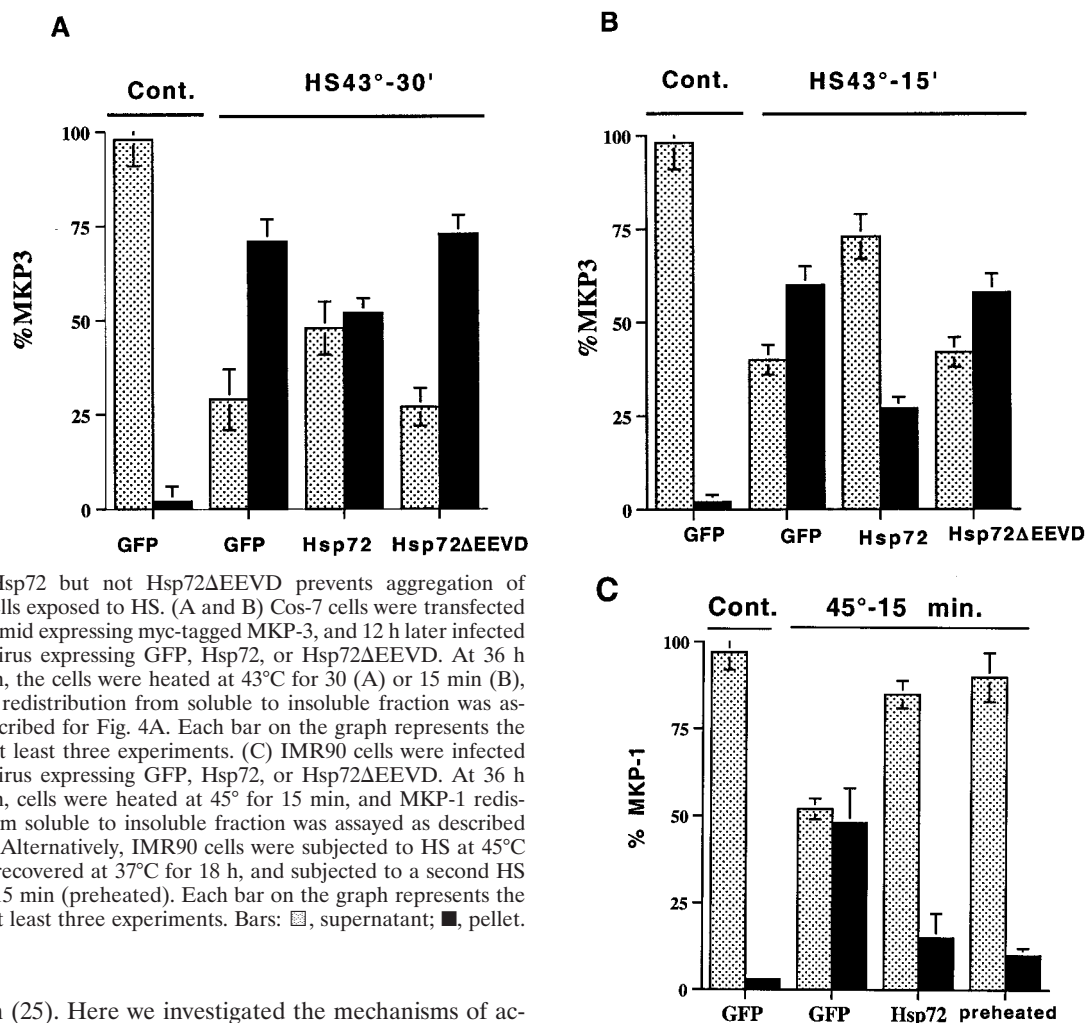 A
Cont.
HS43°-30'
100
75
50
25
0
%MKP3
GFP
GFP
Hsp72
Hsp72ΔEEVD
B
Cont.
HS43°-15'
100
75
50
25
0
%MKP3
GFP
GFP
Hsp72
Hsp72ΔEEVD
Hsp72 but not Hsp72ΔEEVD prevents aggregation of
ells exposed to HS. (A and B) Cos-7 cells were transfected
mid expressing myc-tagged MKP-3, and 12 h later infected
irus expressing GFP, Hsp72, or Hsp72ΔEEVD. At 36 h
n, the cells were heated at 43°C for 30 (A) or 15 min (B),
redistribution from soluble to insoluble fraction was as-
cribed for Fig. 4A. Each bar on the graph represents the
t least three experiments. (C) IMR90 cells were infected
irus expressing GFP, Hsp72, or Hsp72ΔEEVD. At 36 h
n, cells were heated at 45° for 15 min, and MKP-1 redis-
m soluble to insoluble fraction was assayed as described
Alternatively, IMR90 cells were subjected to HS at 45°C
recovered at 37°C for 18 h, and subjected to a second HS
15 min (preheated). Each bar on the graph represents the
t least three experiments. Bars: ▒, supernatant; ■, pellet.
n (25). Here we investigated the mechanisms of ac-
C
Cont.
45°-15 min.
100
75
50
25
0
% MKP-1
GFP
GFP
Hsp72
preheated